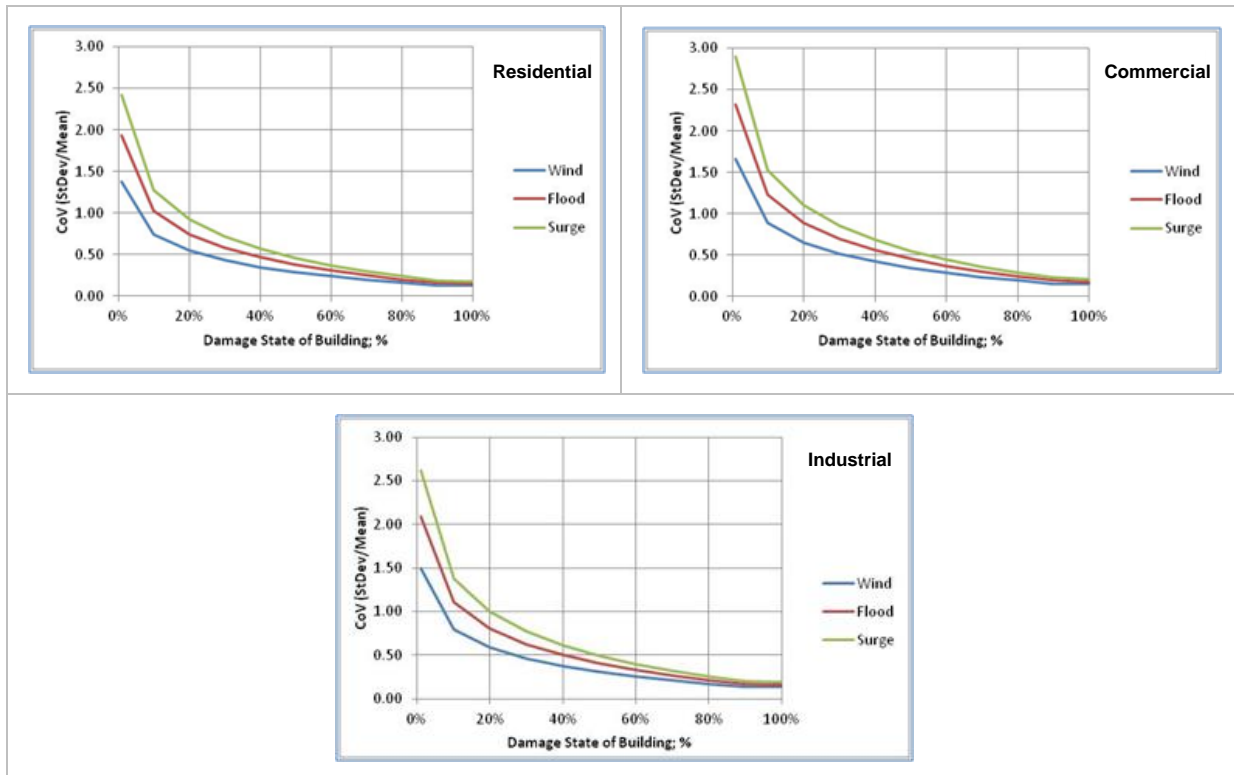 3.00
Residential
2.50
2.00
1.50
Wind
1.00
Flood
0.50
Surge
0.00
0% 20% 40% 60% 80% 100%
CoV (StDev/Mean)
Damage State of Building; %
3.00
Commercial
2.50
2.00
1.50
Wind
1.00
Flood
0.50
Surge
0.00
0% 20% 40% 60% 80% 100%
CoV (StDev/Mean)
Damage State of Building; %
3.00
Industrial
2.50
2.00
1.50
Wind
1.00
Flood
0.50
Surge
0.00
0% 20% 40% 60% 80% 100%
CoV (StDev/Mean)
Damage State of Building; %